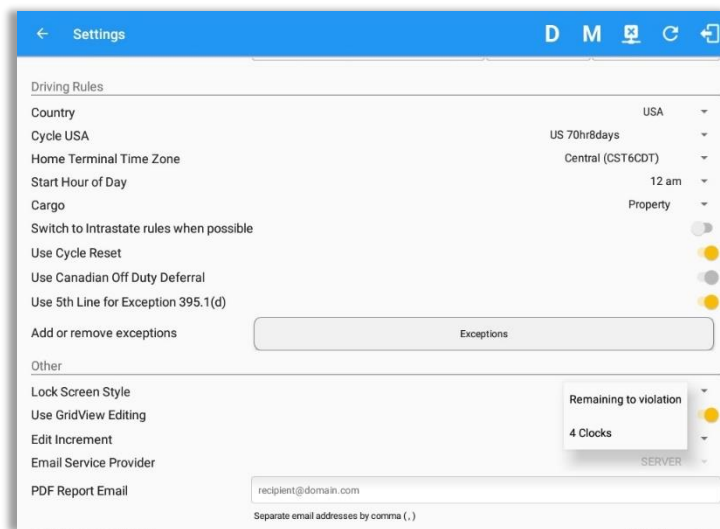 Settings D M
Driving Rules
Country USA
Cycle USA US 70hr8days
Home Terminal Time Zone Central (CST6CDT)
Start Hour of Day 12 am
Cargo Property
Switch to Intrastate rules when possible
Use Cycle Reset
Use Canadian Off Duty Deferral
Use 5th Line for Exception 395.1(d)
Add or remove exceptions Exceptions
Other
Lock Screen Style
Remaining to violation
Use GridView Editing
4 Clocks
Edit Increment
Email Service Provider SERVER
PDF Report Email recipient@domain.com
Separate email addresses by comma ( , )